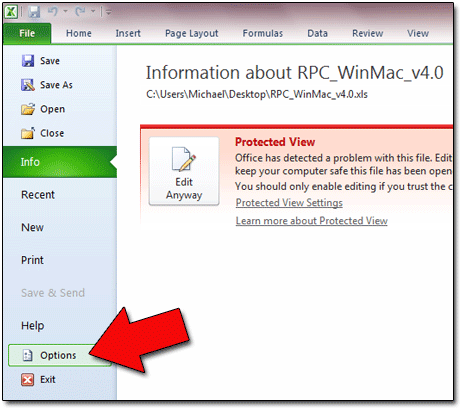 File Home Insert Page Layout Formulas Data Review View
Save
Save As
Open
Close
Info
Recent
New
Print
Save & Send
Help
Options
Exit
Information about RPC_WinMac_v4.0
C:\Users\Michael\Desktop\RPC_WinMac_v4.0.xls
Edit
Anyway
Protected View
Office has detected a problem with this file. Edit
keep your computer safe this file has been open
You should only enable editing if you trust the c
Protected View Settings
Learn more about Protected View